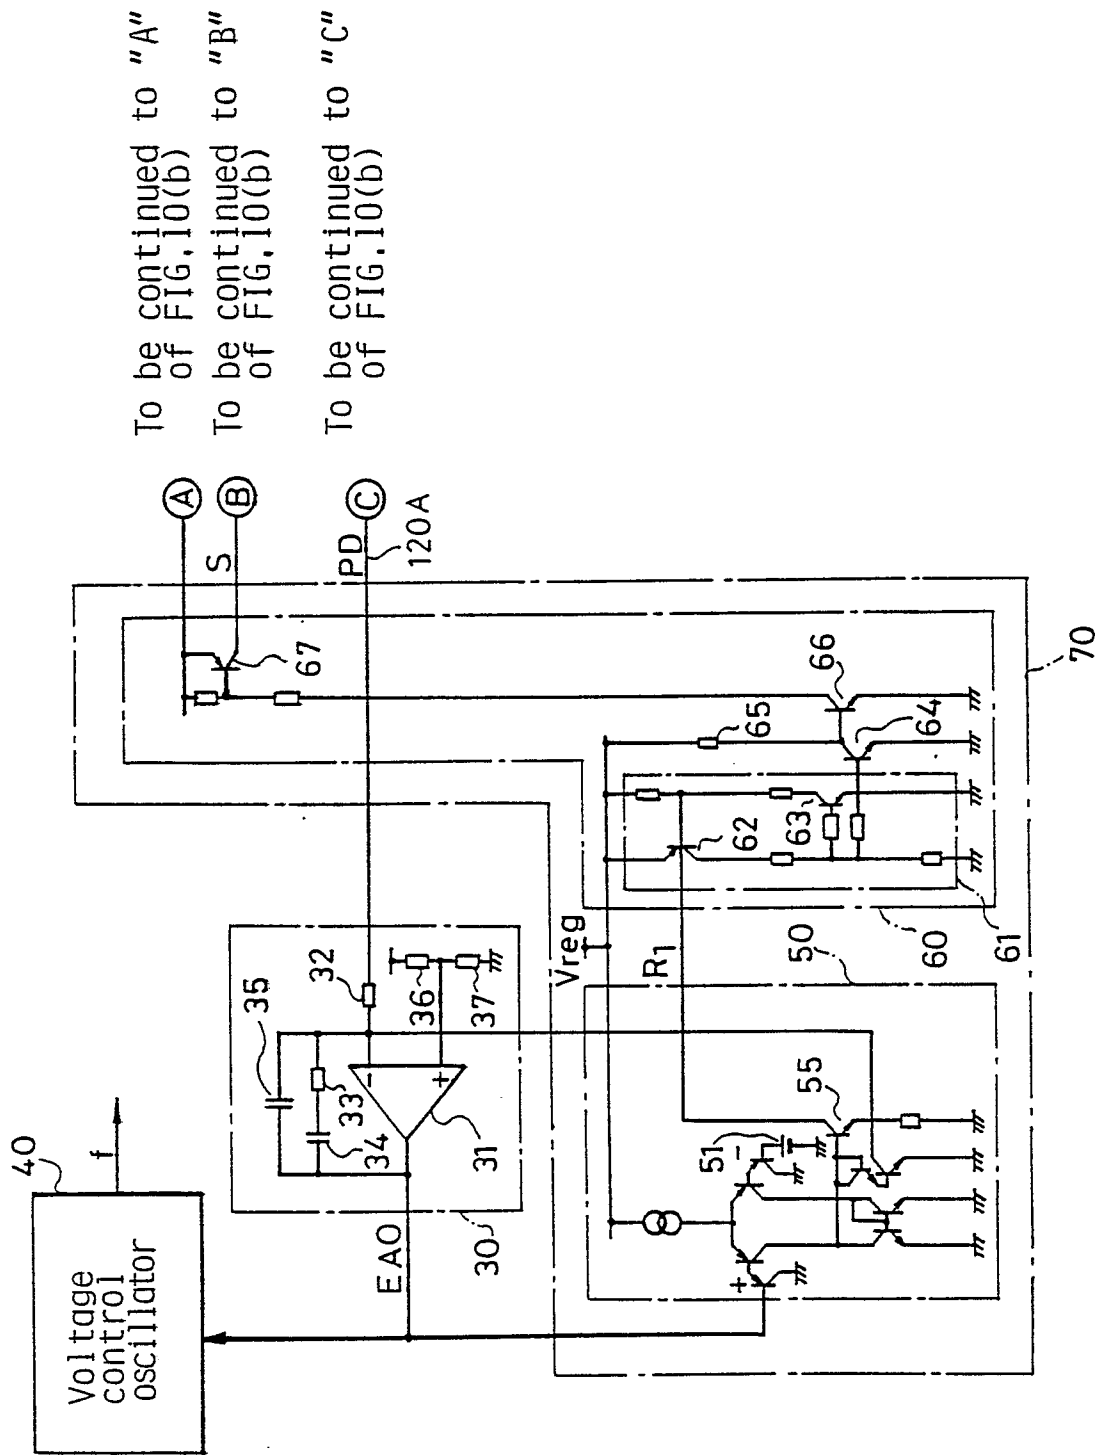 To be continued to "A"
of FIG.10(b)
To be continued to "B"
of FIG.10(b)
To be continued to "C"
of FIG.10(b)
A
B
C
S
PD
120A
67
70
66
65
64
63
62
61
60
Vreg
R1
50
55
51
-
+
35
32
36
37
33
34
31
-
+
30
EAO
40
f
Voltage
control
oscillator